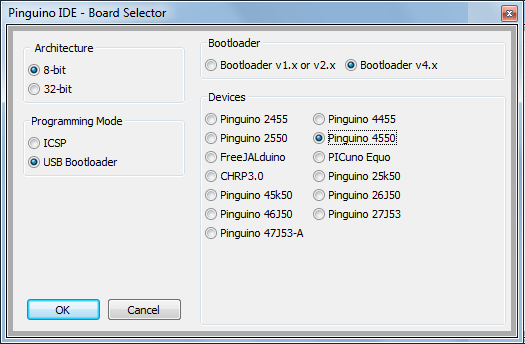 Pinguino IDE - Board Selector
Architecture
8-bit
32-bit
Programming Mode
ICSP
USB Bootloader
Bootloader
Bootloader v1.x or v2.x Bootloader v4.x
Devices
Pinguino 2455 Pinguino 4455
Pinguino 2550 Pinguino 4550
FreeJALduino PICuno Equo
CHRP3.0 Pinguino 25k50
Pinguino 45k50 Pinguino 26J50
Pinguino 46J50 Pinguino 27J53
Pinguino 47J53-A
OK Cancel